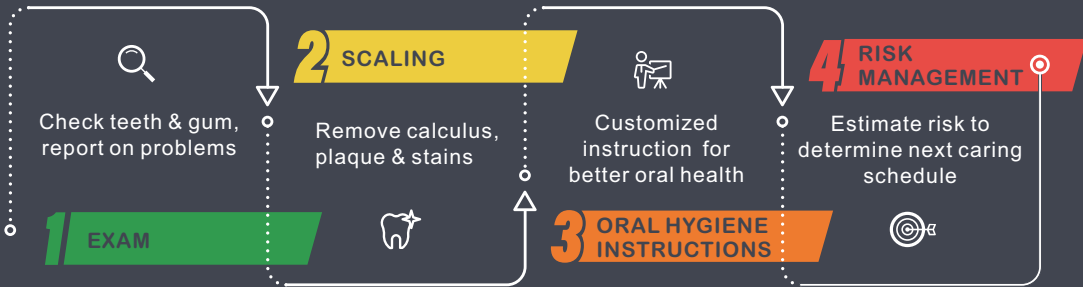 1 EXAM
Check teeth & gum,
report on problems
2 SCALING
Remove calculus,
plaque & stains
3 ORAL HYGIENE
INSTRUCTIONS
Customized
instruction for
better oral health
4 RISK
MANAGEMENT
Estimate risk to
determine next caring
schedule